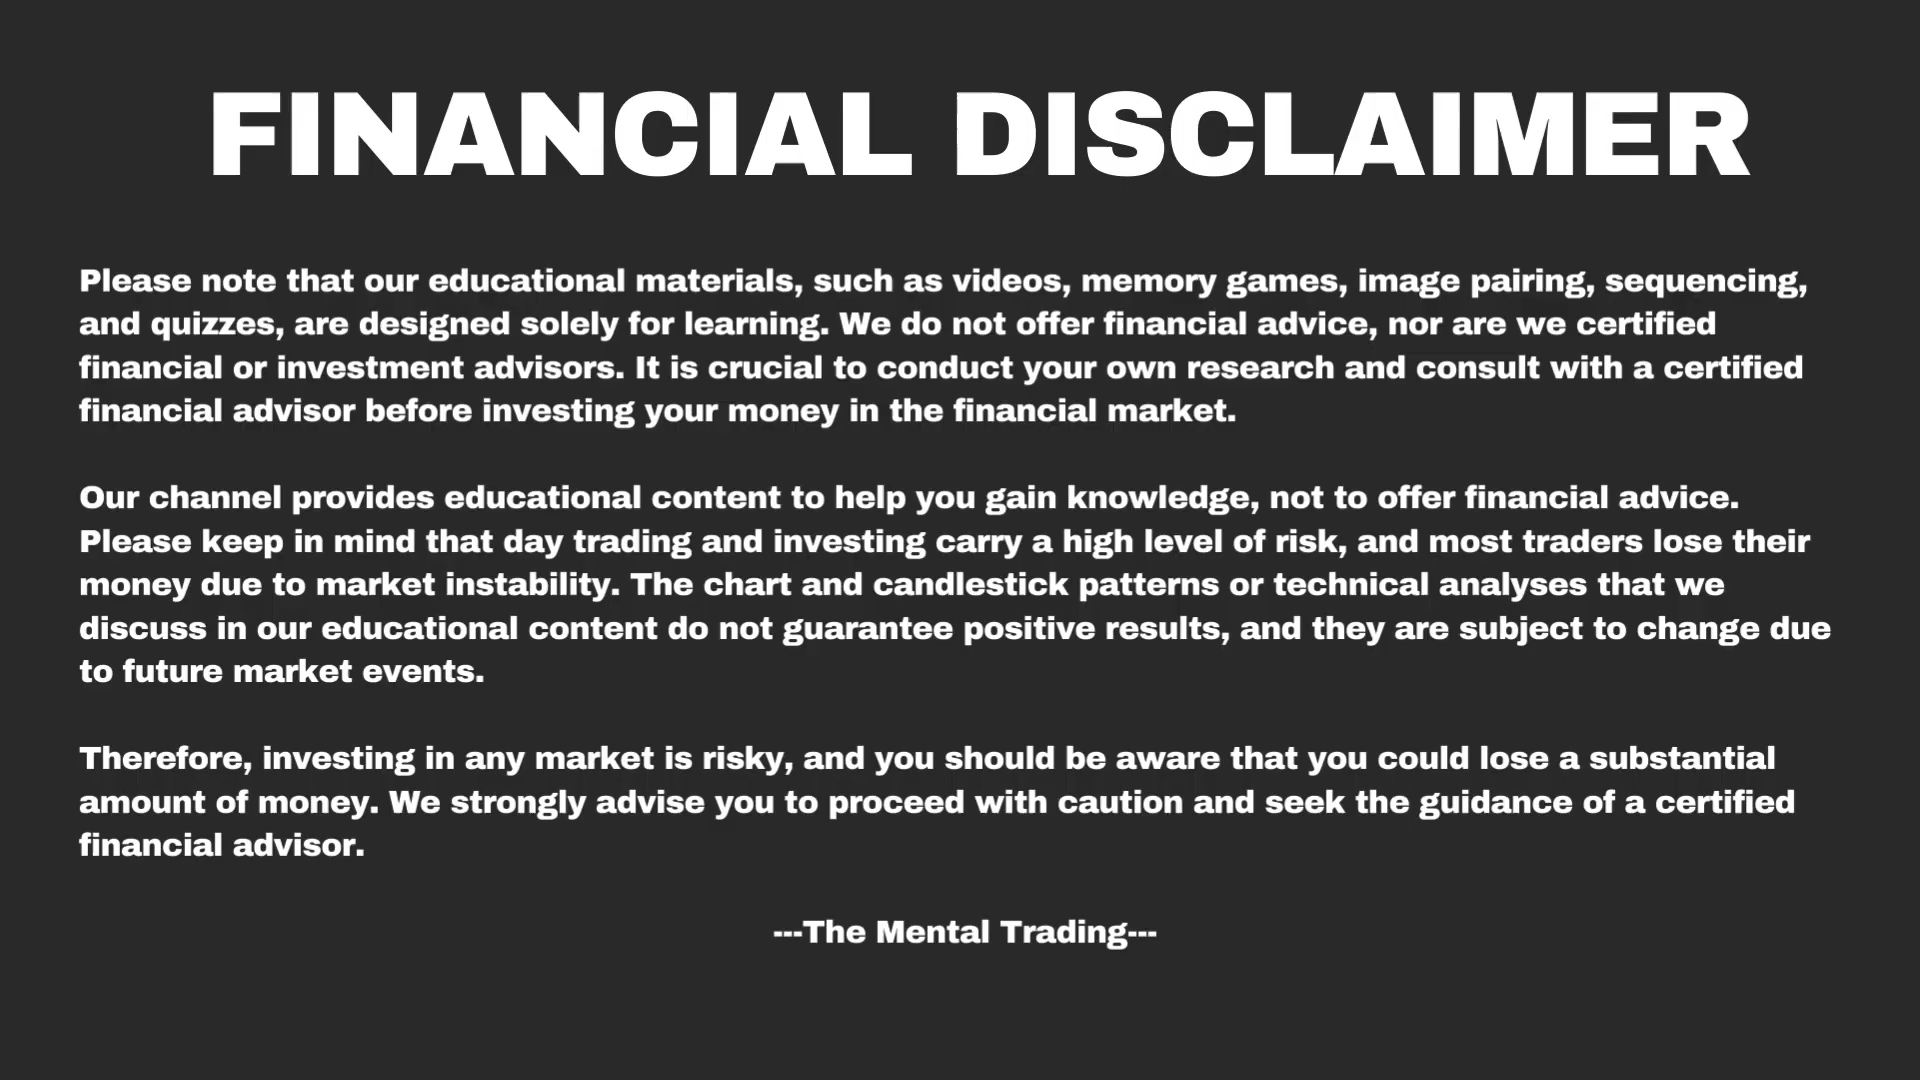 FINANCIAL DISCLAIMER
Please note that our educational materials, such as videos, memory games, image pairing, sequencing,
and quizzes, are designed solely for learning. We do not offer financial advice, nor are we certified
financial or investment advisors. It is crucial to conduct your own research and consult with a certified
financial advisor before investing your money in the financial market.
Our channel provides educational content to help you gain knowledge, not to offer financial advice.
Please keep in mind that day trading and investing carry a high level of risk, and most traders lose their
money due to market instability. The chart and candlestick patterns or technical analyses that we
discuss in our educational content do not guarantee positive results, and they are subject to change due
to future market events.
Therefore, investing in any market is risky, and you should be aware that you could lose a substantial
amount of money. We strongly advise you to proceed with caution and seek the guidance of a certified
financial advisor.
---The Mental Trading---